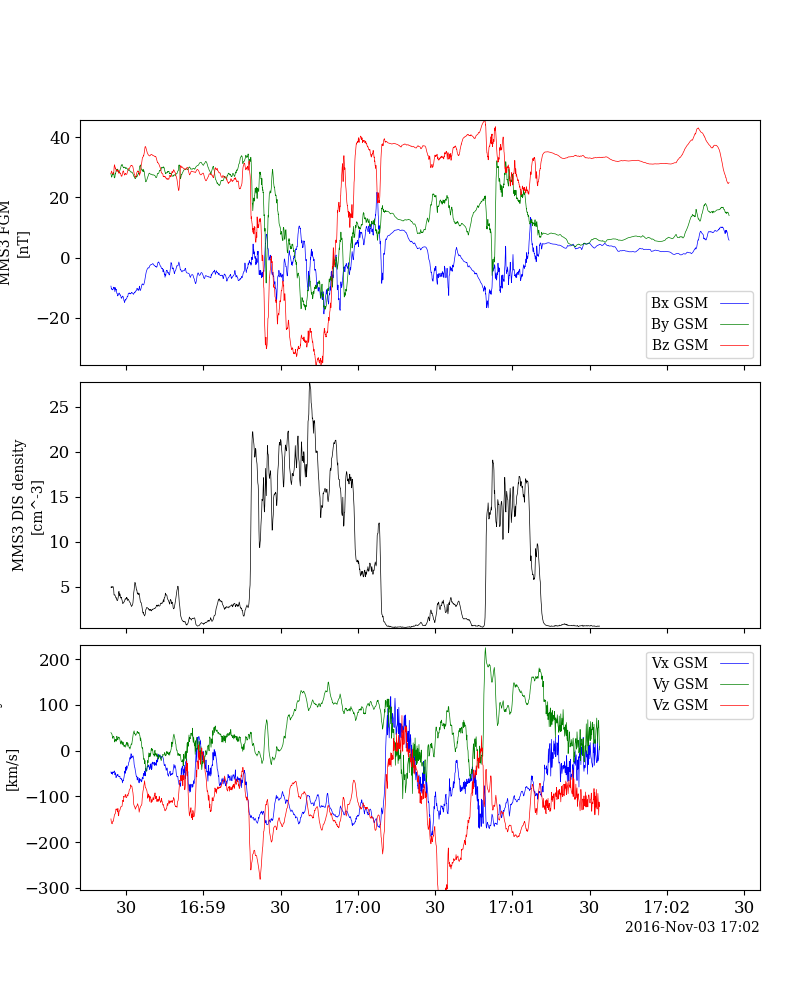 MMS3 FGM
[nT]
40
20
0
−20
Bx GSM
By GSM
Bz GSM
MMS3 DIS density
[cm^-3]
25
20
15
10
5
[km/s]
200
100
0
−100
−200
−300
Vx GSM
Vy GSM
Vz GSM
30 16:59 30 17:00 30 17:01 30 17:02 30
2016-Nov-03 17:02